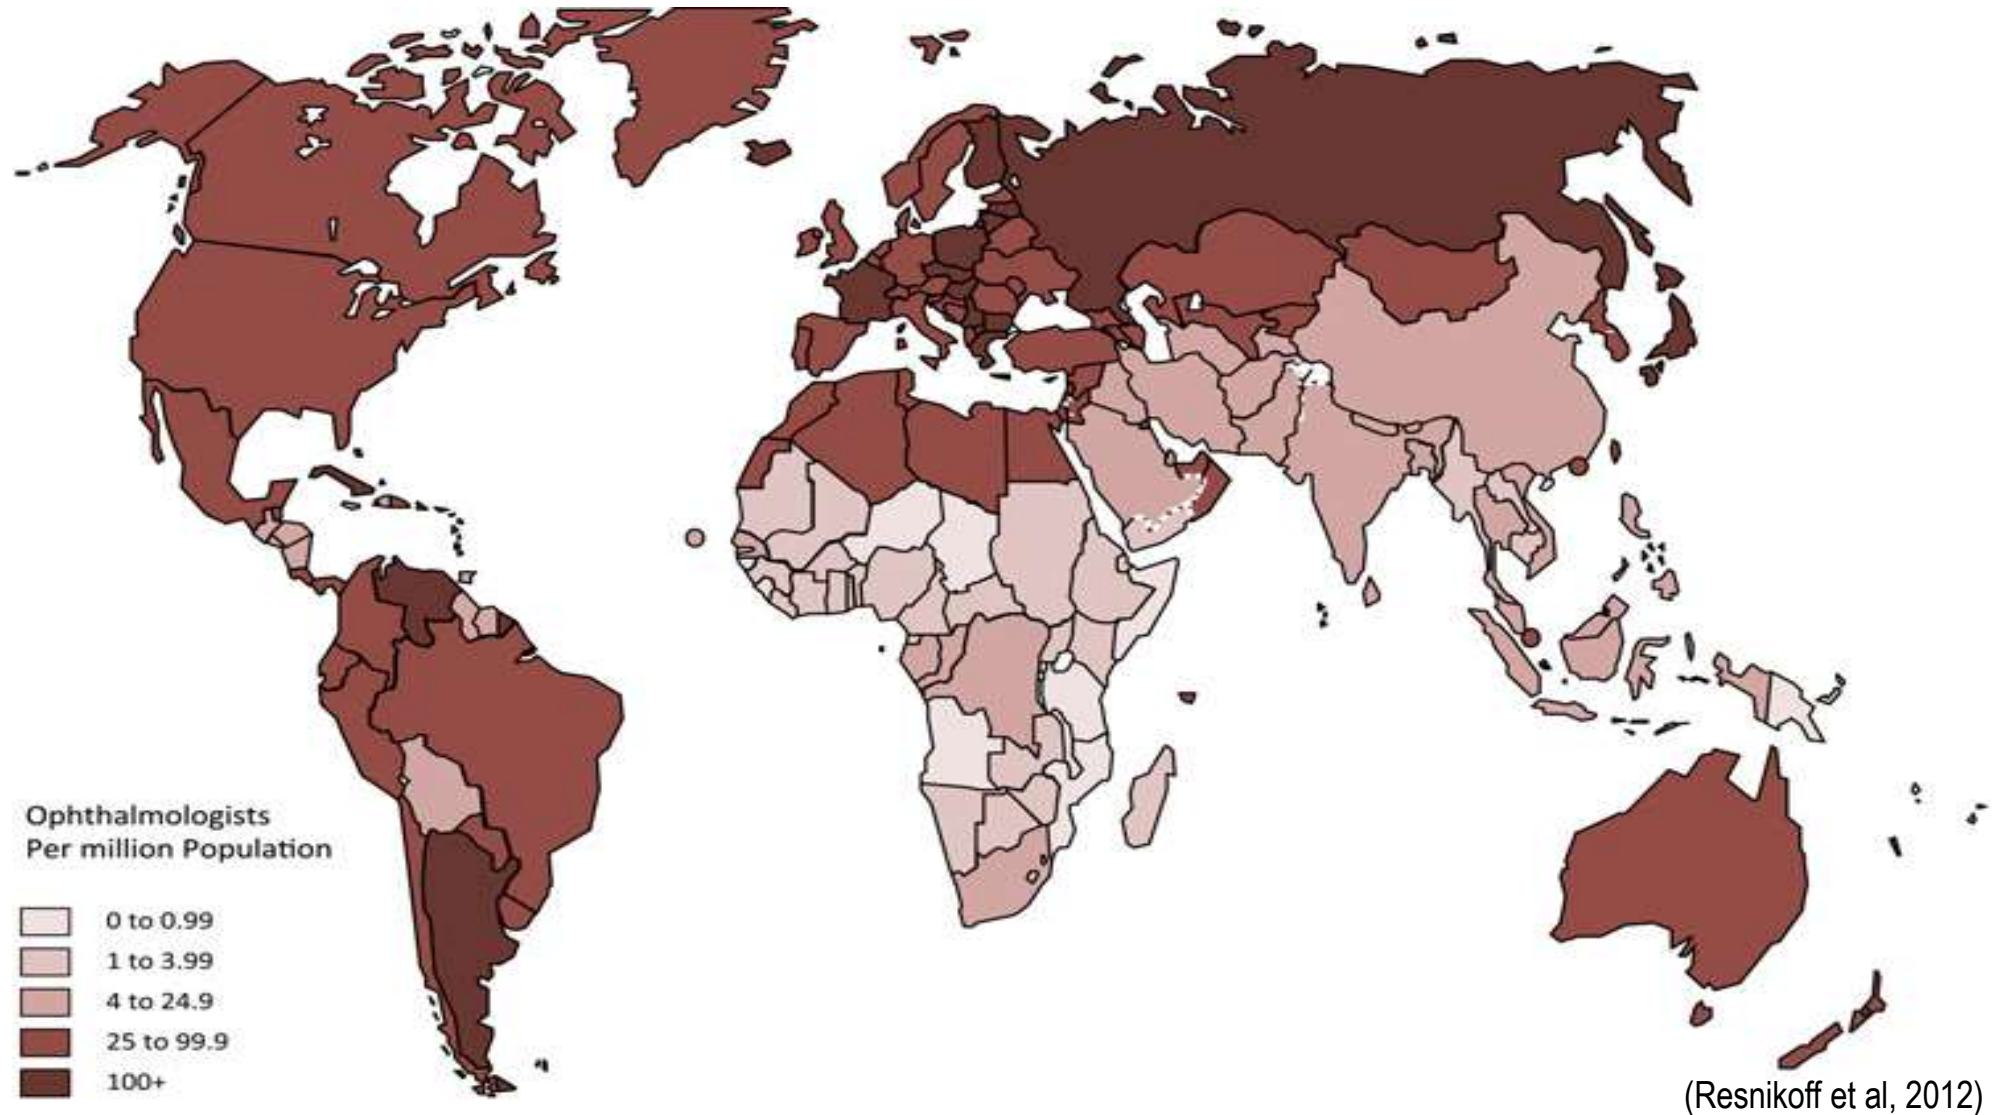 Ophthalmologists
Per million Population
0 to 0.99
1 to 3.99
4 to 24.9
25 to 99.9
100+
(Resnikoff et al, 2012)